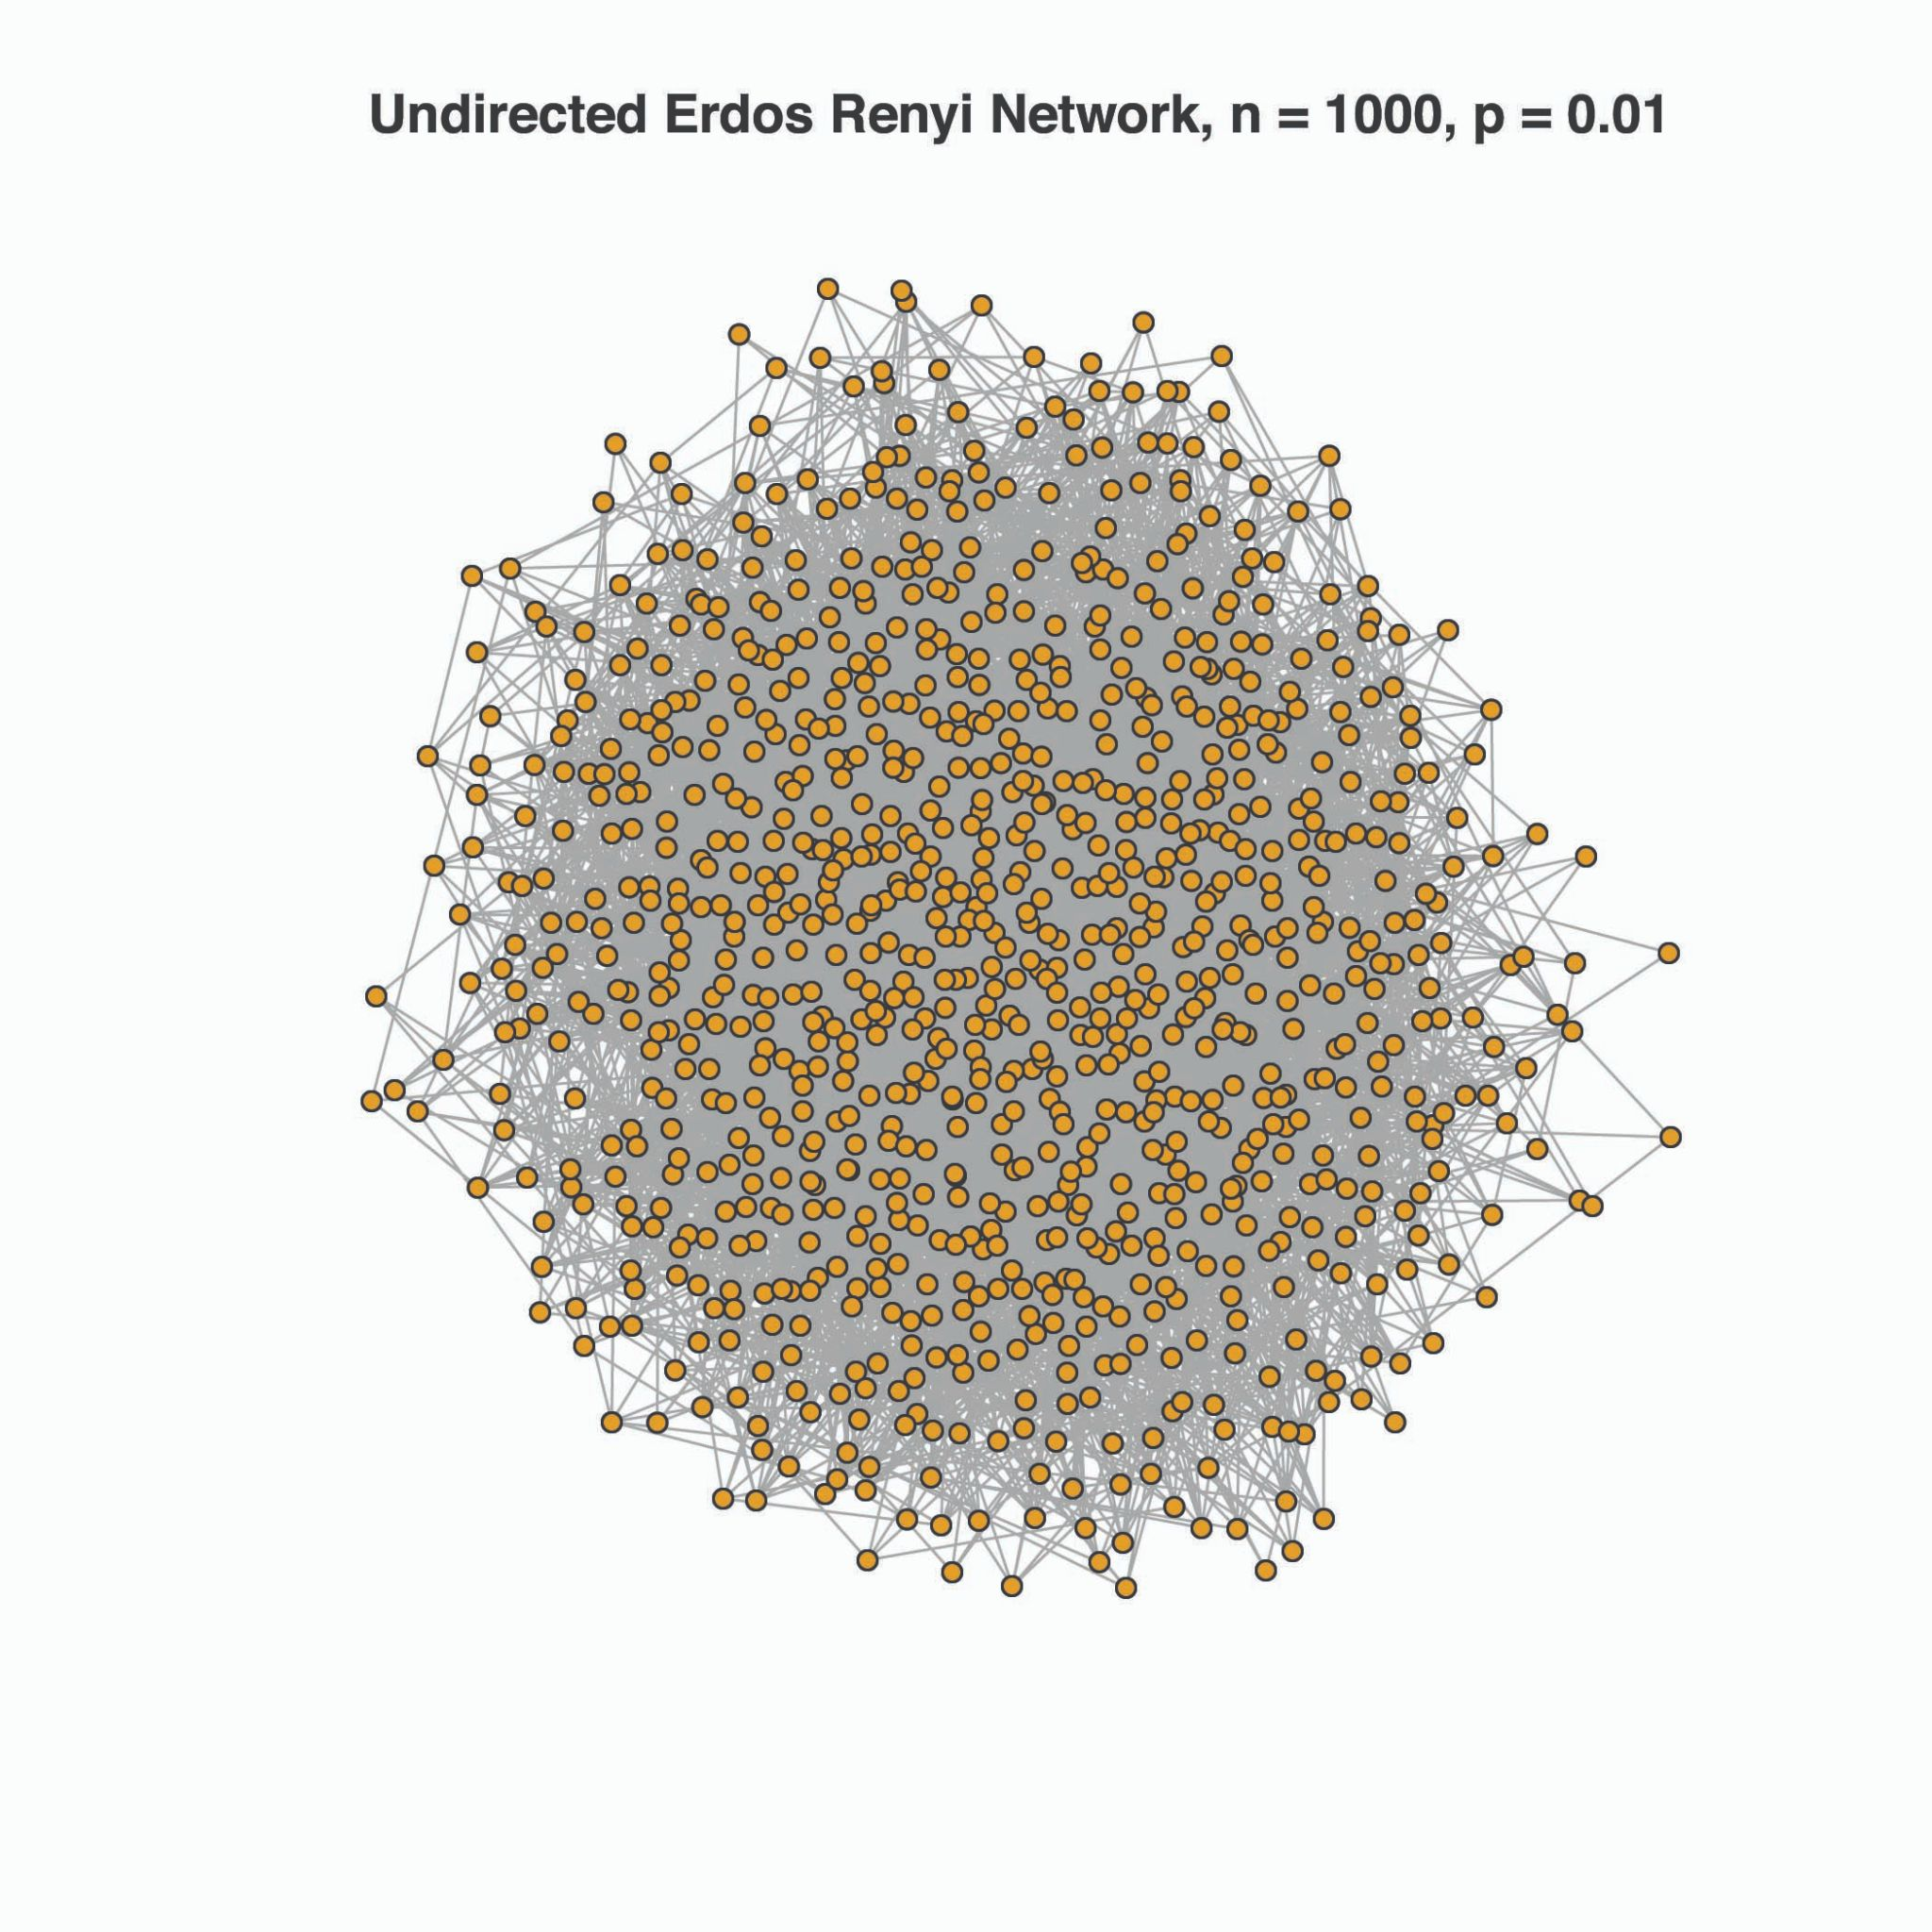 Undirected Erdos Renyi Network, n = 1000, p = 0.01